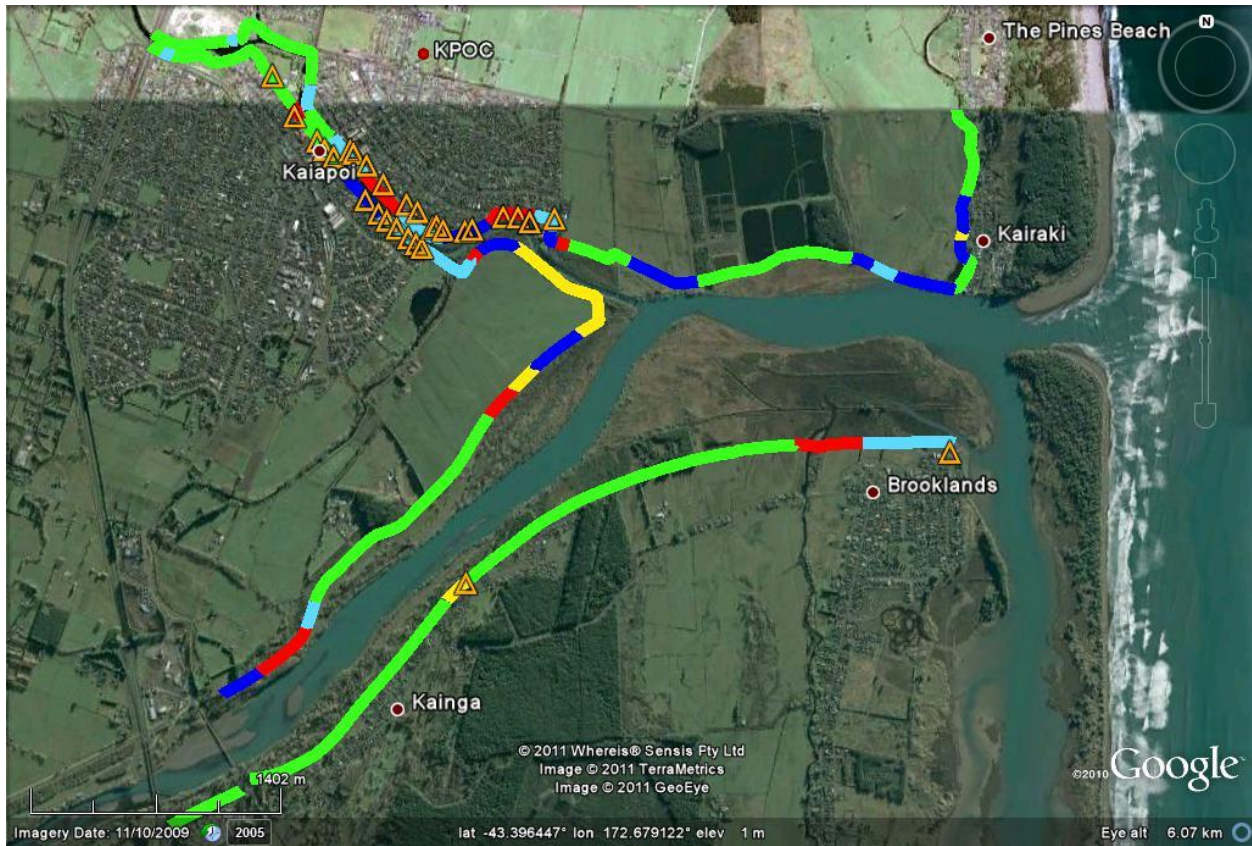 N
The Pines Beach
KPOC
Kaiapoi
Kairaki
Brooklands
Kainga
© 2011 Whereis® Sensis Pty Ltd
Image © 2011 TerraMetrics
Image © 2011 GeoEye
©2010 Google™
1402 m
Imagery Date: 11/10/2009 2005 lat -43.396447° lon 172.679122° elev 1 m Eye alt 6.07 km